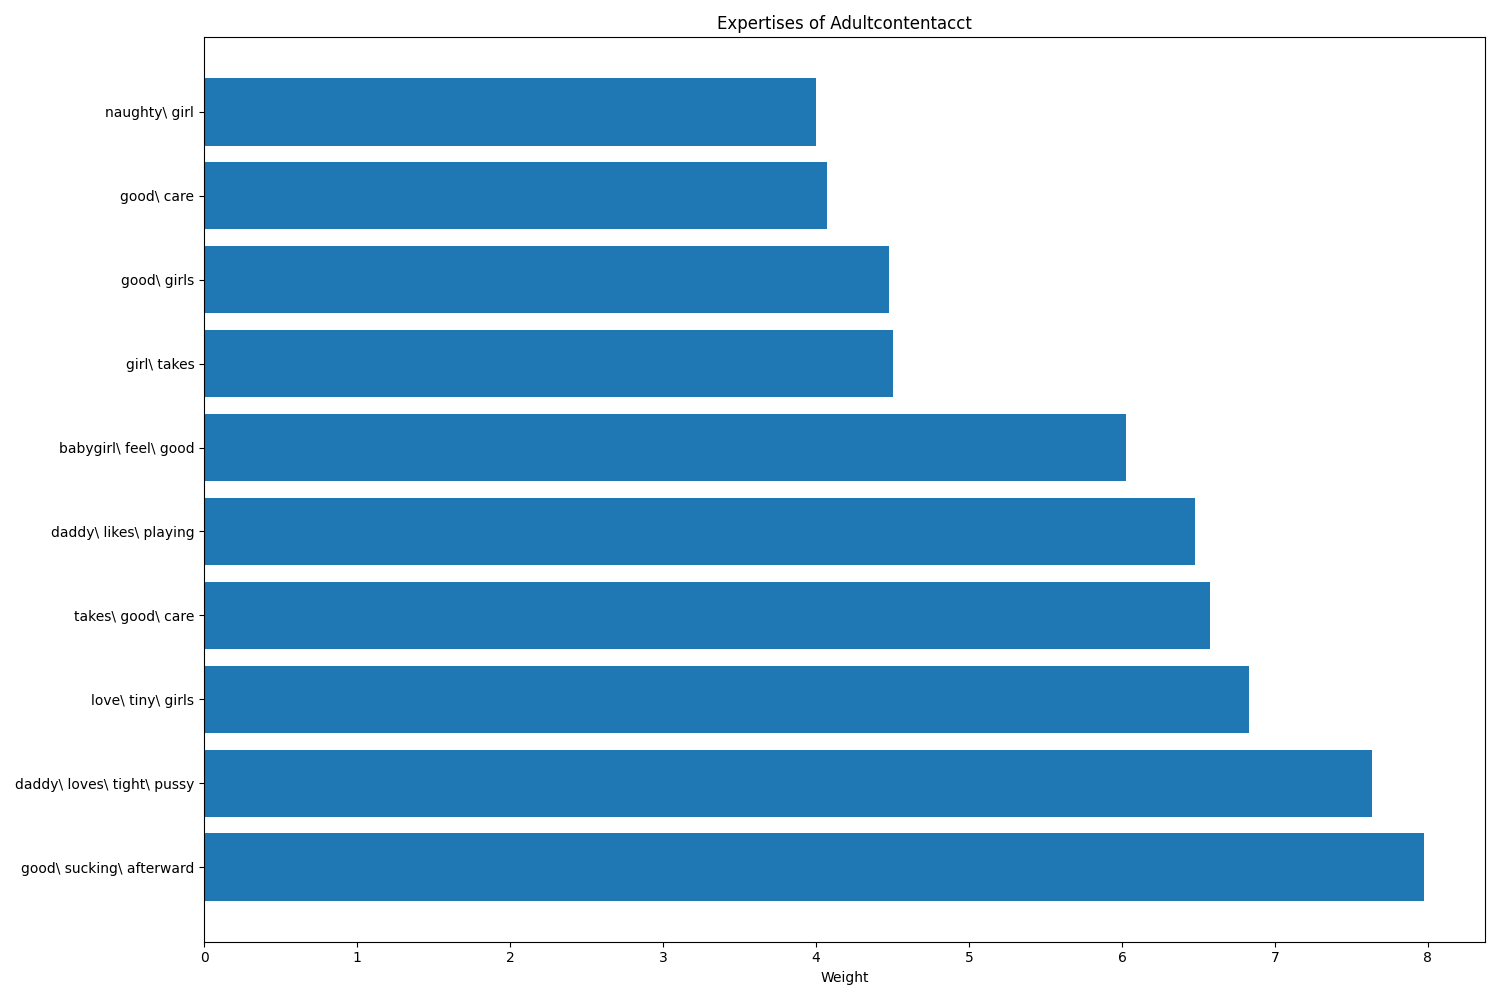 Expertises of Adultcontentacct
naughty\ girl
good\ care
good\ girls
girl\ takes
babygirl\ feel\ good
daddy\ likes\ playing
takes\ good\ care
love\ tiny\ girls
daddy\ loves\ tight\ pussy
good\ sucking\ afterward
0 1 2 3 4 5 6 7 8
Weight